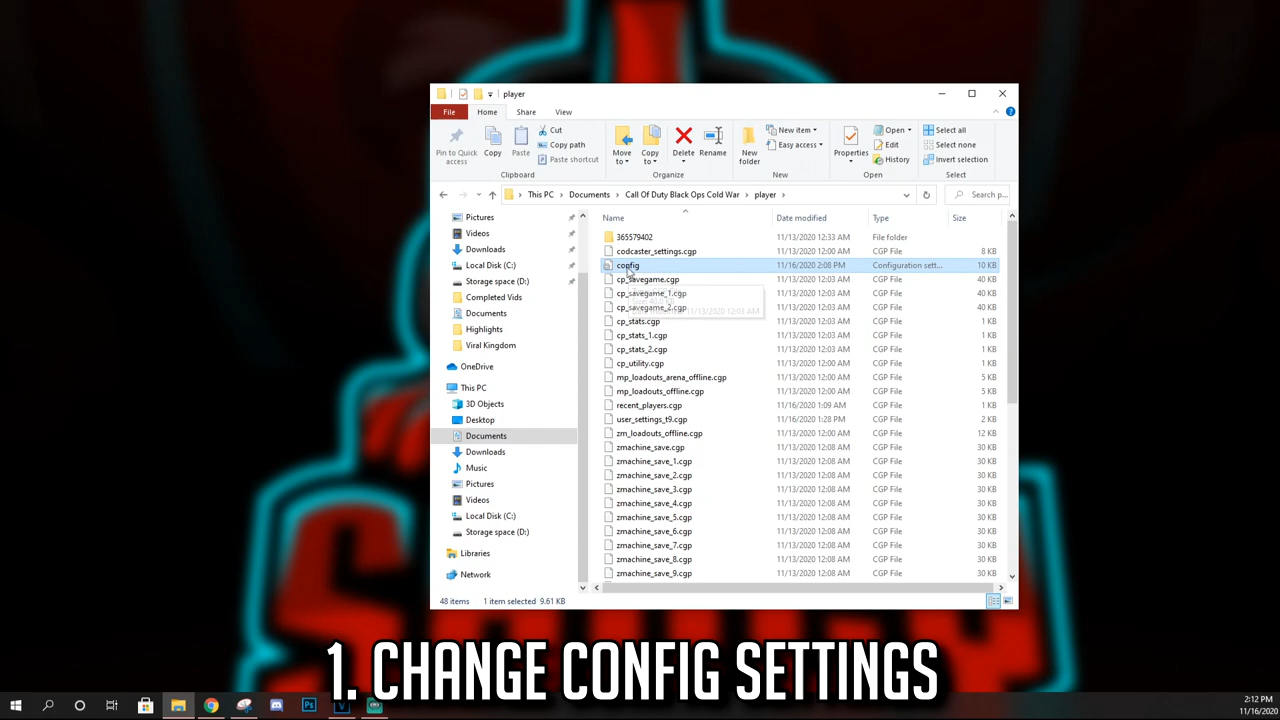 player
File Home Share View
Pin to Quick access
Copy
Paste
Cut
Copy path
Paste shortcut
Clipboard
Move to
Copy to
Delete
Rename
Organize
New folder
New item
Easy access
New
Properties
Open
Edit
History
Open
Select all
Select none
Invert selection
Select
This PC > Documents > Call Of Duty Black Ops Cold War > player >
Search p...
Pictures
Videos
Downloads
Local Disk (C:)
Storage space (D:)
Completed Vids
Documents
Highlights
Viral Kingdom
OneDrive
This PC
3D Objects
Desktop
Documents
Downloads
Music
Pictures
Videos
Local Disk (C:)
Storage space (D:)
Libraries
Network
Name Date modified Type Size
365579402 11/13/2020 12:33 AM File folder
codcaster_settings.cgp 11/13/2020 12:00 AM CGP File 8 KB
config 11/16/2020 2:08 PM Configuration sett... 10 KB
cp_savegame.cgp 11/13/2020 12:03 AM CGP File 40 KB
cp_savegame_1.cgp 11/13/2020 12:03 AM CGP File 40 KB
cp_savegame_2.cgp 11/13/2020 12:03 AM CGP File 40 KB
cp_stats.cgp 11/13/2020 12:03 AM CGP File 1 KB
cp_stats_1.cgp 11/13/2020 12:03 AM CGP File 1 KB
cp_stats_2.cgp 11/13/2020 12:03 AM CGP File 1 KB
cp_utility.cgp 11/13/2020 12:03 AM CGP File 1 KB
mp_loadouts_arena_offline.cgp 11/13/2020 12:00 AM CGP File 5 KB
mp_loadouts_offline.cgp 11/13/2020 12:00 AM CGP File 5 KB
recent_players.cgp 11/16/2020 1:09 AM CGP File 1 KB
user_settings_t9.cgp 11/16/2020 1:28 PM CGP File 2 KB
zm_loadouts_offline.cgp 11/13/2020 12:00 AM CGP File 12 KB
zmachine_save.cgp 11/13/2020 12:08 AM CGP File 30 KB
zmachine_save_1.cgp 11/13/2020 12:08 AM CGP File 30 KB
zmachine_save_2.cgp 11/13/2020 12:08 AM CGP File 30 KB
zmachine_save_3.cgp 11/13/2020 12:08 AM CGP File 30 KB
zmachine_save_4.cgp 11/13/2020 12:08 AM CGP File 30 KB
zmachine_save_5.cgp 11/13/2020 12:08 AM CGP File 30 KB
zmachine_save_6.cgp 11/13/2020 12:08 AM CGP File 30 KB
zmachine_save_7.cgp 11/13/2020 12:08 AM CGP File 30 KB
zmachine_save_8.cgp 11/13/2020 12:08 AM CGP File 30 KB
zmachine_save_9.cgp 11/13/2020 12:08 AM CGP File 30 KB
48 items 1 item selected 9.61 KB
1. CHANGE CONFIG SETTINGS
2:12 PM
11/16/2020